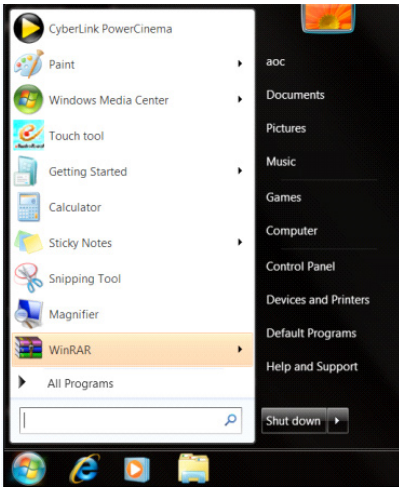 CyberLink PowerCinema
Paint
Windows Media Center
Touch tool
Getting Started
Calculator
Sticky Notes
Snipping Tool
Magnifier
WinRAR
All Programs
aoc
Documents
Pictures
Music
Games
Computer
Control Panel
Devices and Printers
Default Programs
Help and Support
Shut down